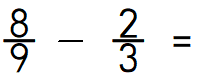 8/9 − 2/3 =